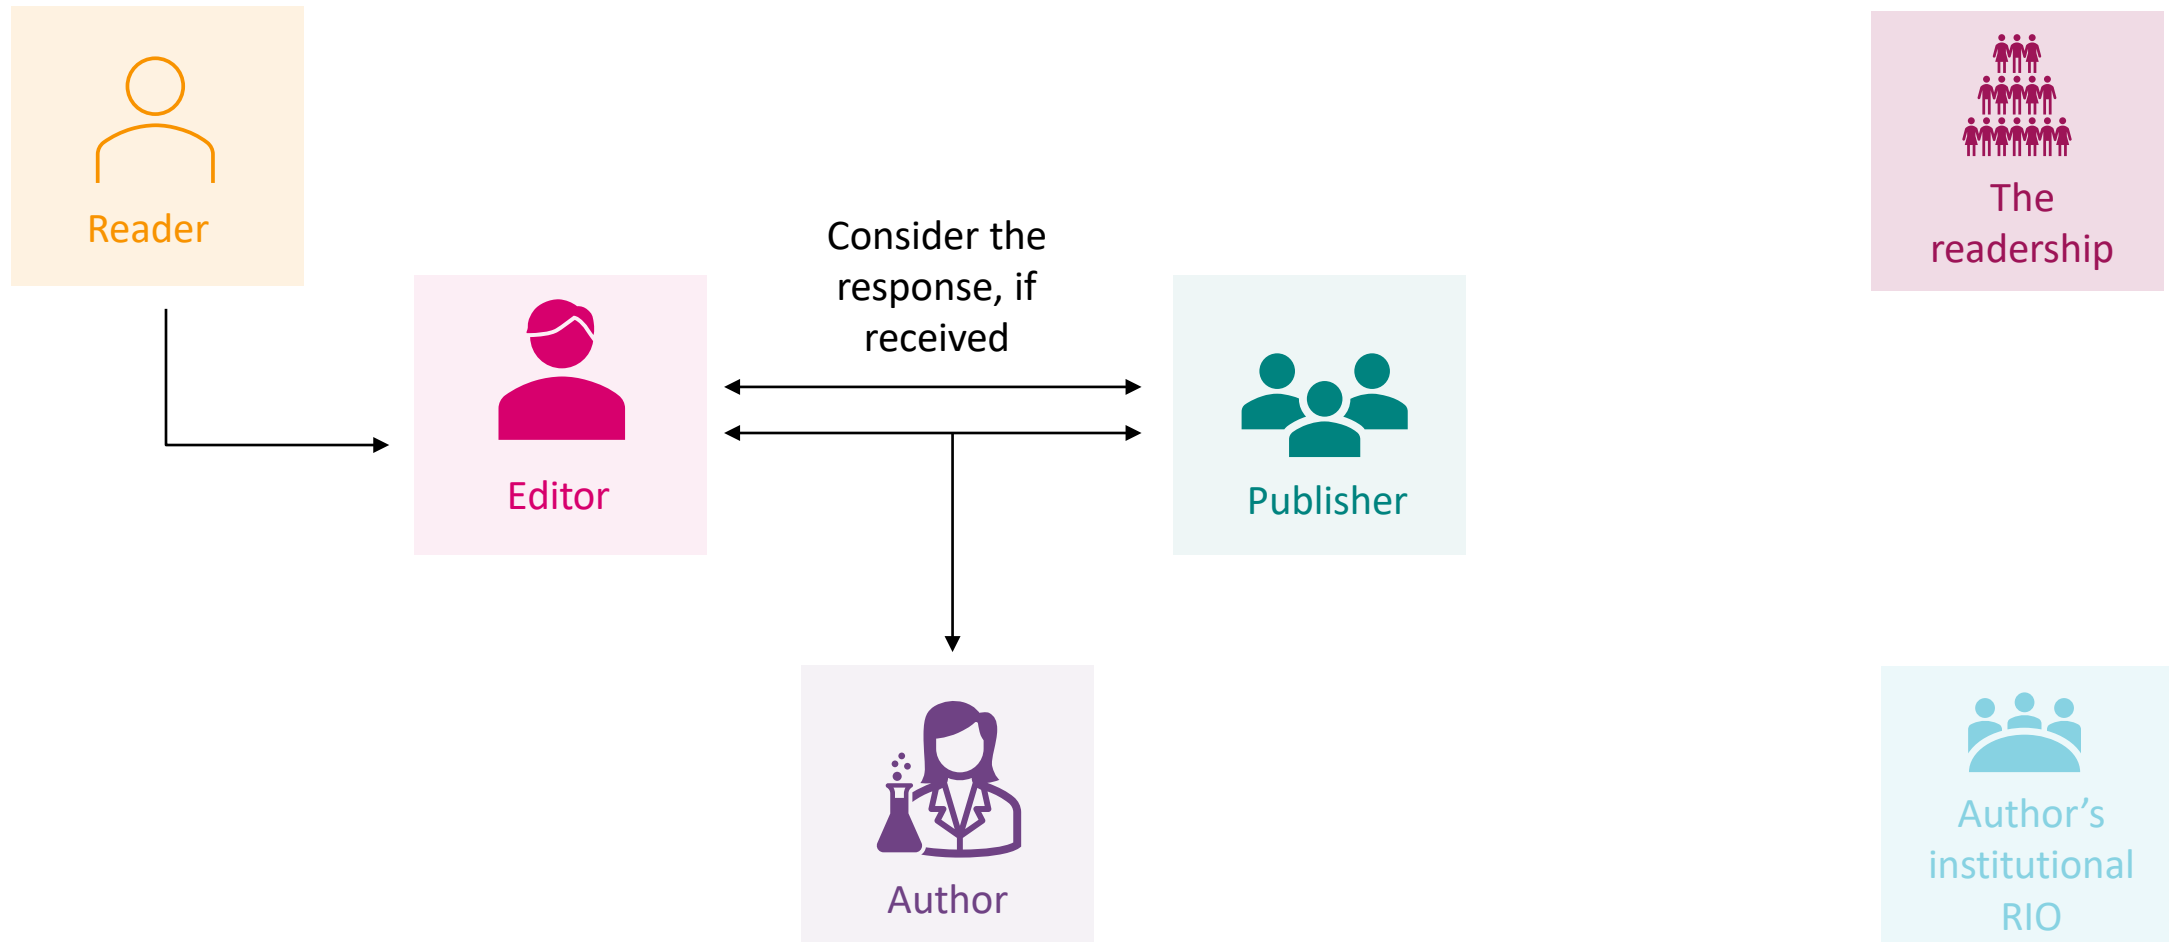 Reader
The
readership
Consider the
response, if
received
Editor
Publisher
Author
Author’s
institutional
RIO